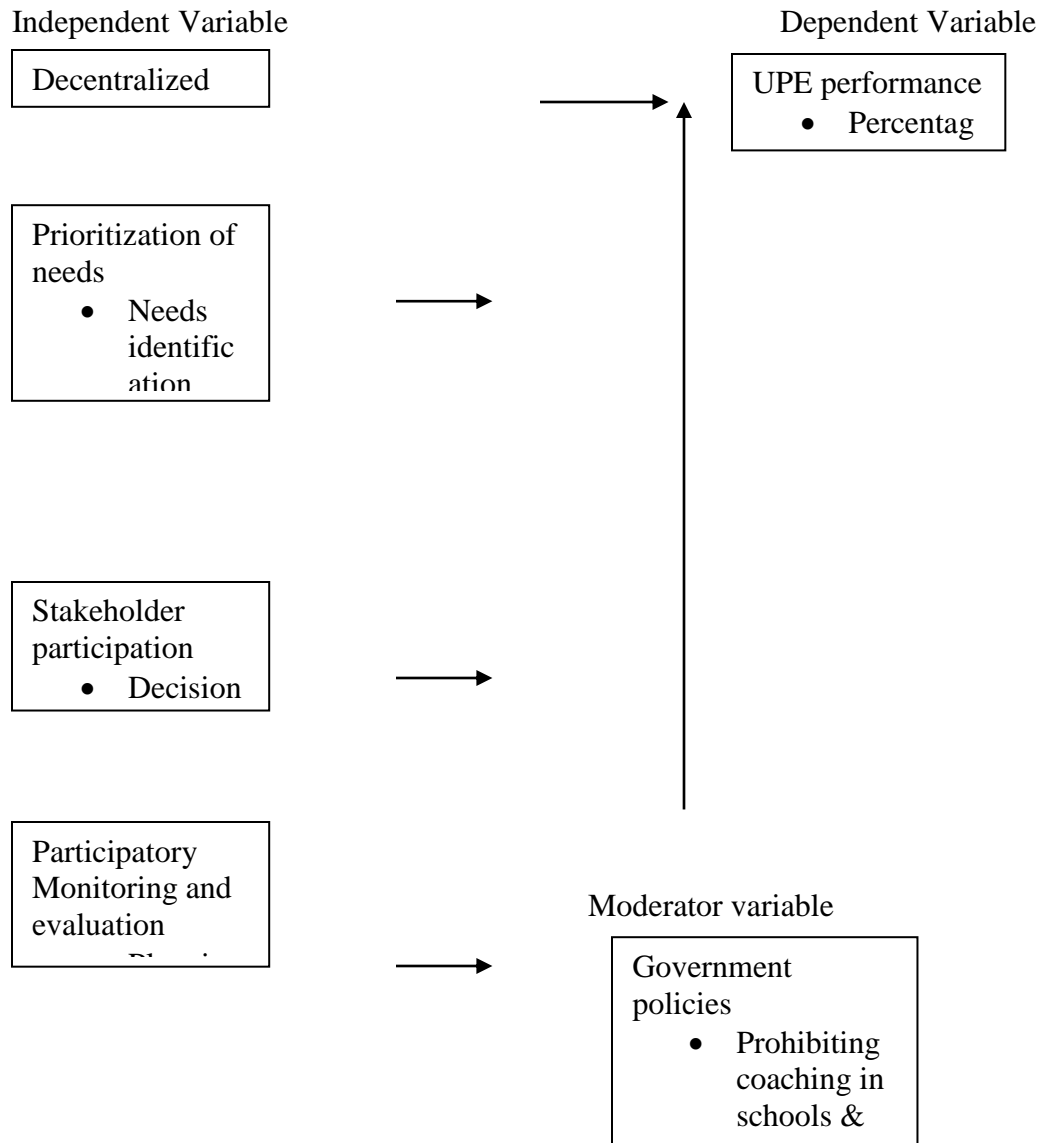 Independent Variable
Dependent Variable
Decentralized
UPE performance
• Percentag
Prioritization of
needs
• Needs
identific
ation
Stakeholder
participation
• Decision
Participatory
Monitoring and
evaluation
Moderator variable
Government
policies
• Prohibiting
coaching in
schools &